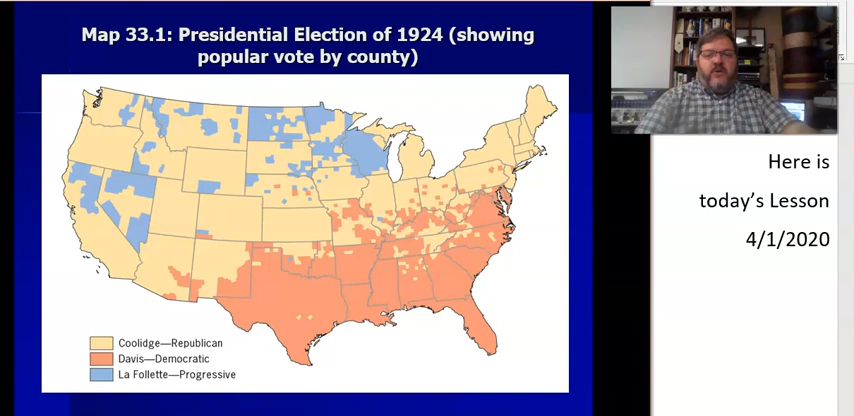 Map 33.1: Presidential Election of 1924 (showing
popular vote by county)
Coolidge—Republican
Davis—Democratic
La Follette—Progressive
Here is
today’s Lesson
4/1/2020